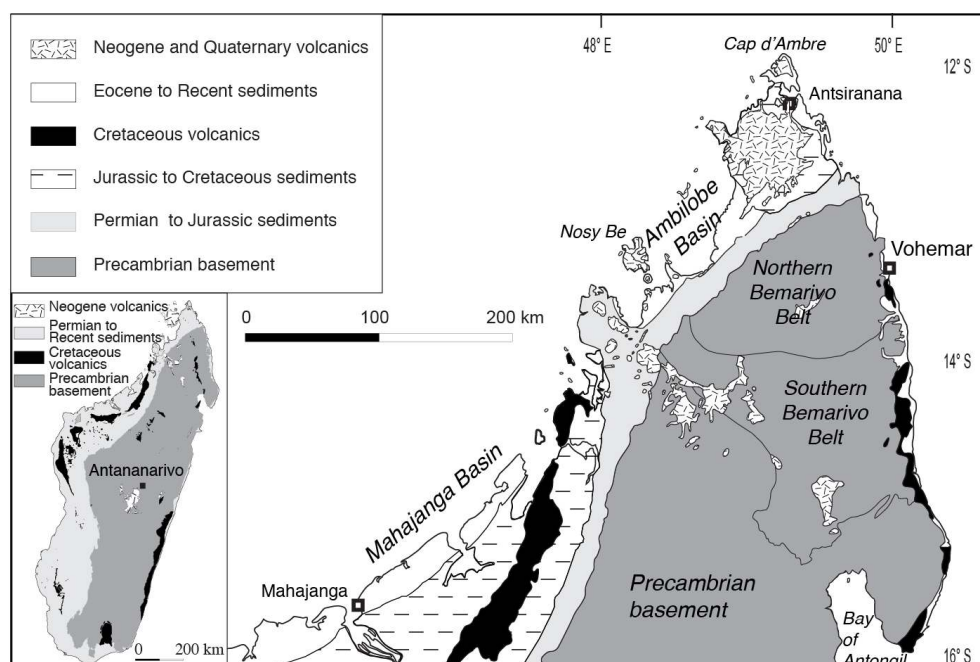 Neogene and Quaternary volcanics
Eocene to Recent sediments
Cretaceous volcanics
Jurassic to Cretaceous sediments
Permian to Jurassic sediments
Precambrian basement
Neogene volcanics
Permian to
Recent sediments
Cretaceous
volcanics
Precambrian
basement
Antananarivo
0 200 km
48° E
50° E
12° S
14° S
16° S
Cap d'Ambre
Antsiranana
Ambilobe
Basin
Nosy Be
Vohemar
Northern
Bemarivo
Belt
0 100 200 km
Southern
Bemarivo
Belt
Mahajanga Basin
Mahajanga
Precambrian
basement
Bay
of
Antongil